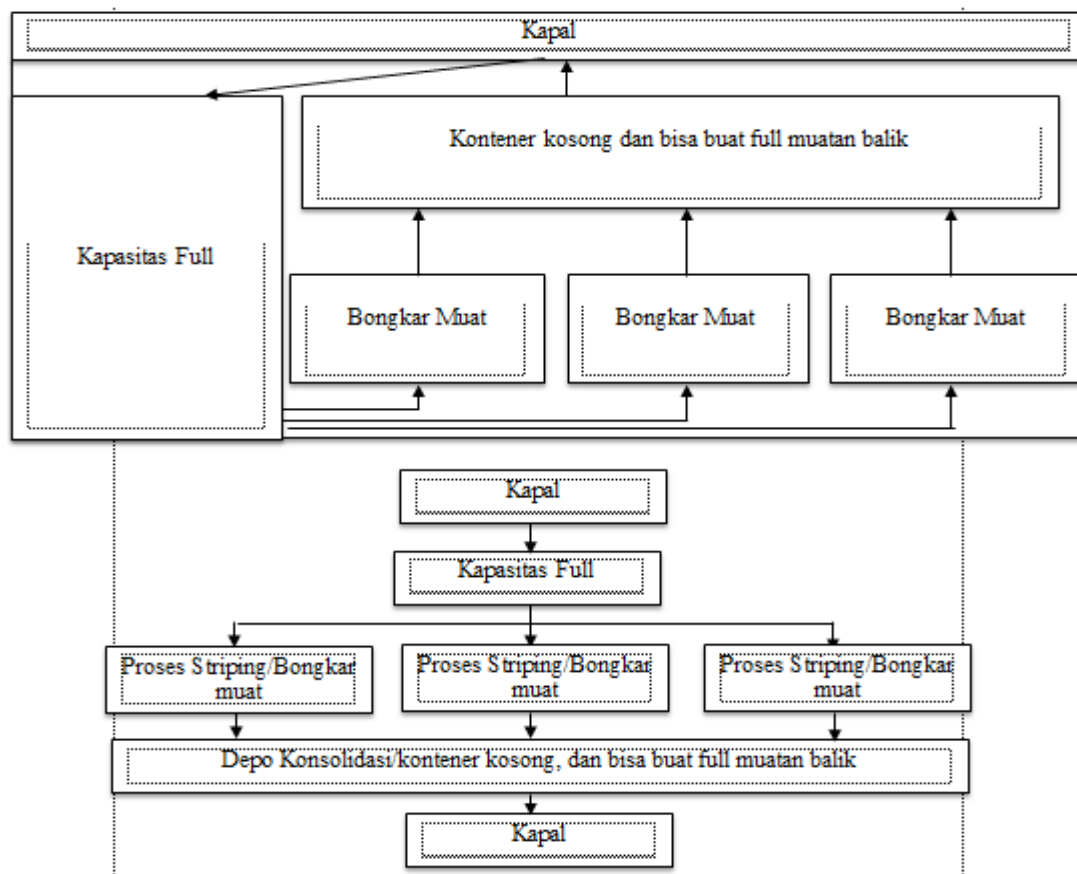 Kapal
Kontener kosong dan bisa buat full muatan balik
Kapasitas Full
Bongkar Muat
Bongkar Muat
Bongkar Muat
Kapal
Kapasitas Full
Proses Striping/Bongkar
muat
Proses Striping/Bongkar
muat
Proses Striping/Bongkar
muat
Depo Konsolidasi/kontener kosong, dan bisa buat full muatan balik
Kapal